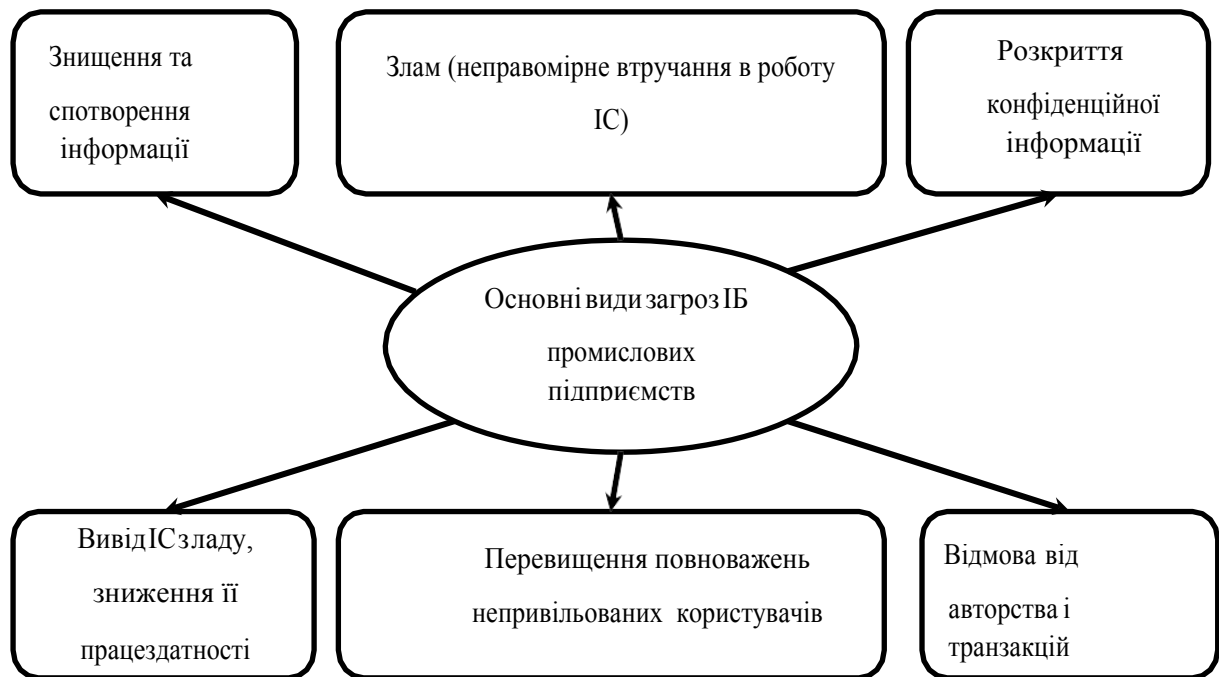 Знищення та
спотворення
інформації
Злам (неправомірне втручання в роботу
ІС)
Розкриття
конфіденційної
інформації
Основні види загроз ІБ
промислових
підприємств
Вивід ІС з ладу,
зниження її
працездатності
Перевищення повноважень
непривільованих користувачів
Відмова від
авторства і
транзакцій